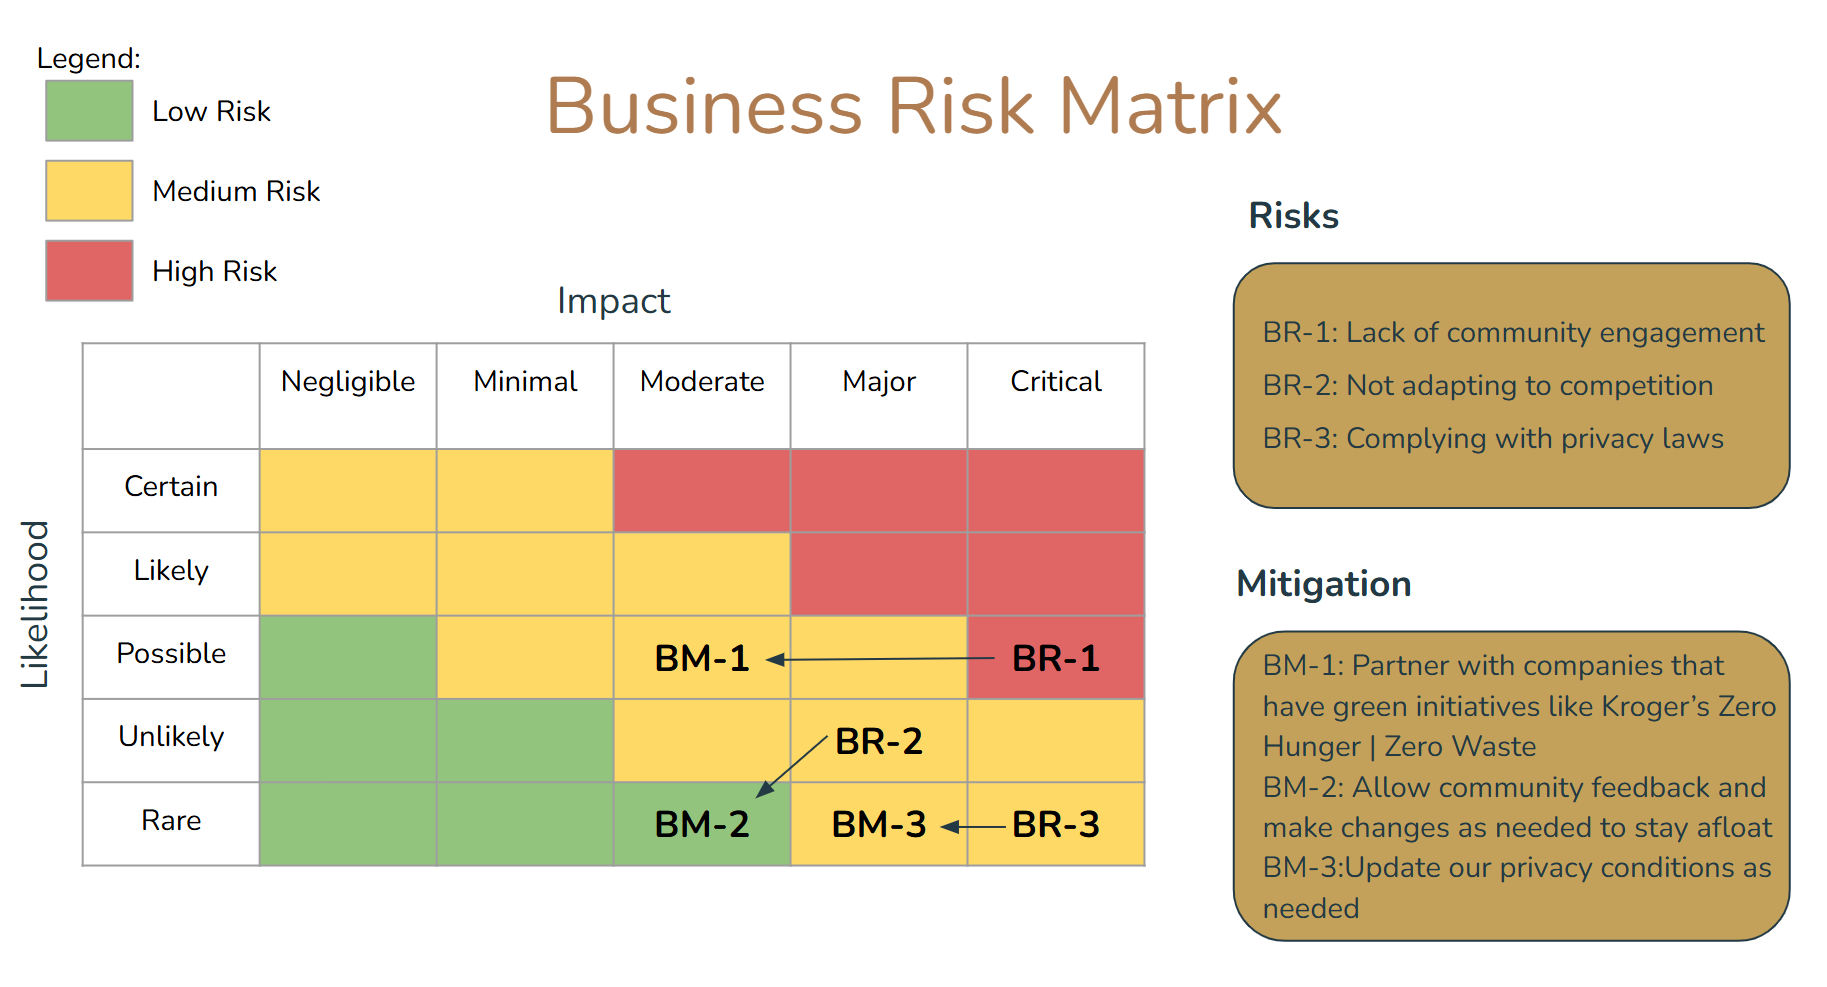 Legend:
Low Risk
Medium Risk
High Risk
Business Risk Matrix
Impact
Likelihood
Negligible Minimal Moderate Major Critical
Certain
Likely
Possible BM-1 BR-1
Unlikely BR-2
Rare BM-2 BM-3 BR-3
Risks
BR-1: Lack of community engagement
BR-2: Not adapting to competition
BR-3: Complying with privacy laws
Mitigation
BM-1: Partner with companies that
have green initiatives like Kroger’s Zero
Hunger | Zero Waste
BM-2: Allow community feedback and
make changes as needed to stay afloat
BM-3:Update our privacy conditions as
needed